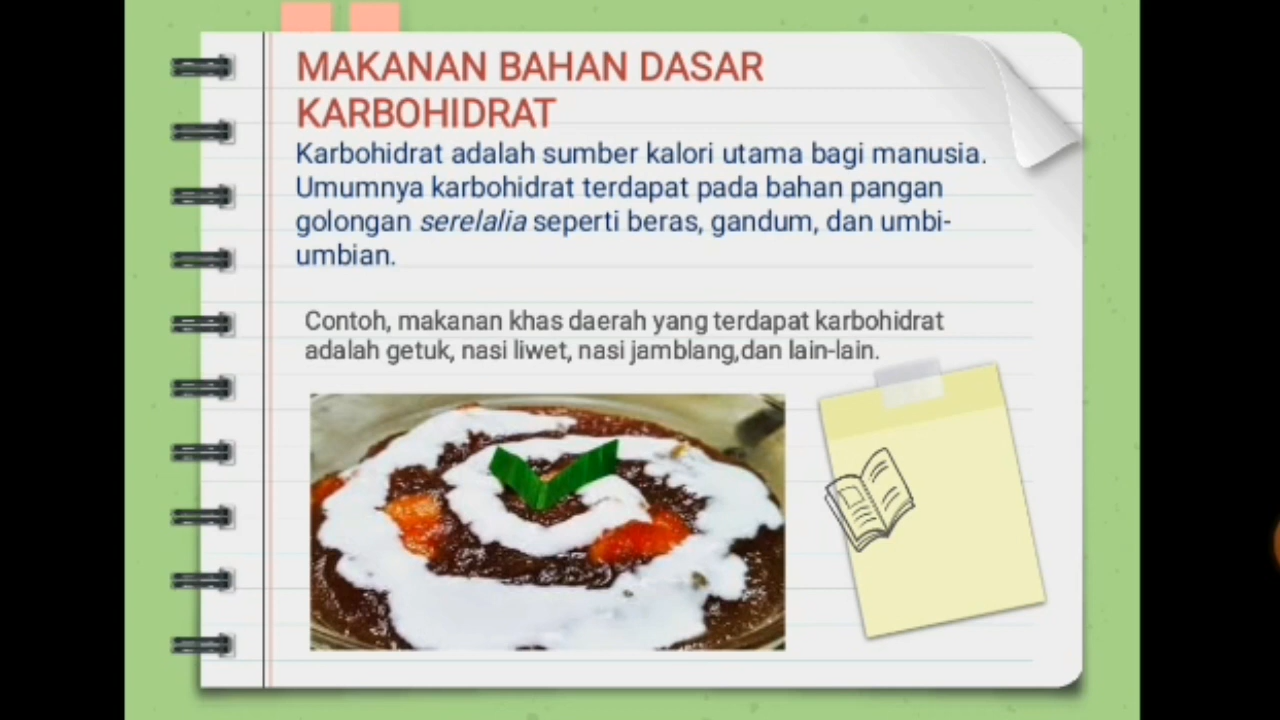 MAKANAN BAHAN DASAR
KARBOHIDRAT
Karbohidrat adalah sumber kalori utama bagi manusia.
Umumnya karbohidrat terdapat pada bahan pangan
golongan serelalia seperti beras, gandum, dan umbi-
umbian.
Contoh, makanan khas daerah yang terdapat karbohidrat
adalah getuk, nasi liwet, nasi jamblang,dan lain-lain.